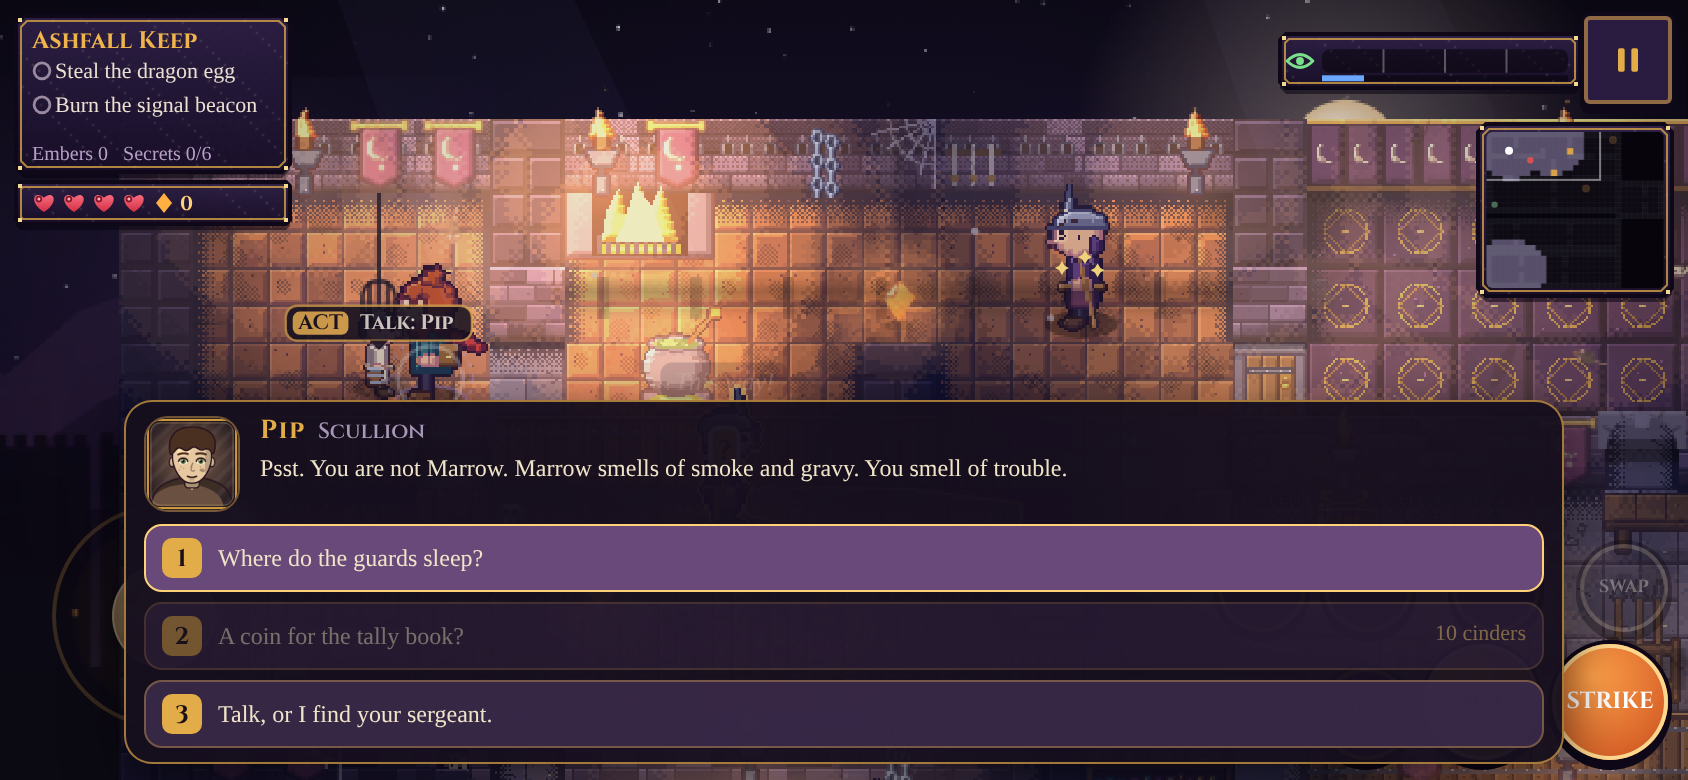 Ashfall Keep
Steal the dragon egg
Burn the signal beacon
Embers 0 Secrets 0/6
0
ACT Talk: Pip
Pip Scullion
Psst. You are not Marrow. Marrow smells of smoke and gravy. You smell of trouble.
1 Where do the guards sleep?
2 A coin for the tally book? 10 cinders
3 Talk, or I find your sergeant.
SWAP
STRIKE